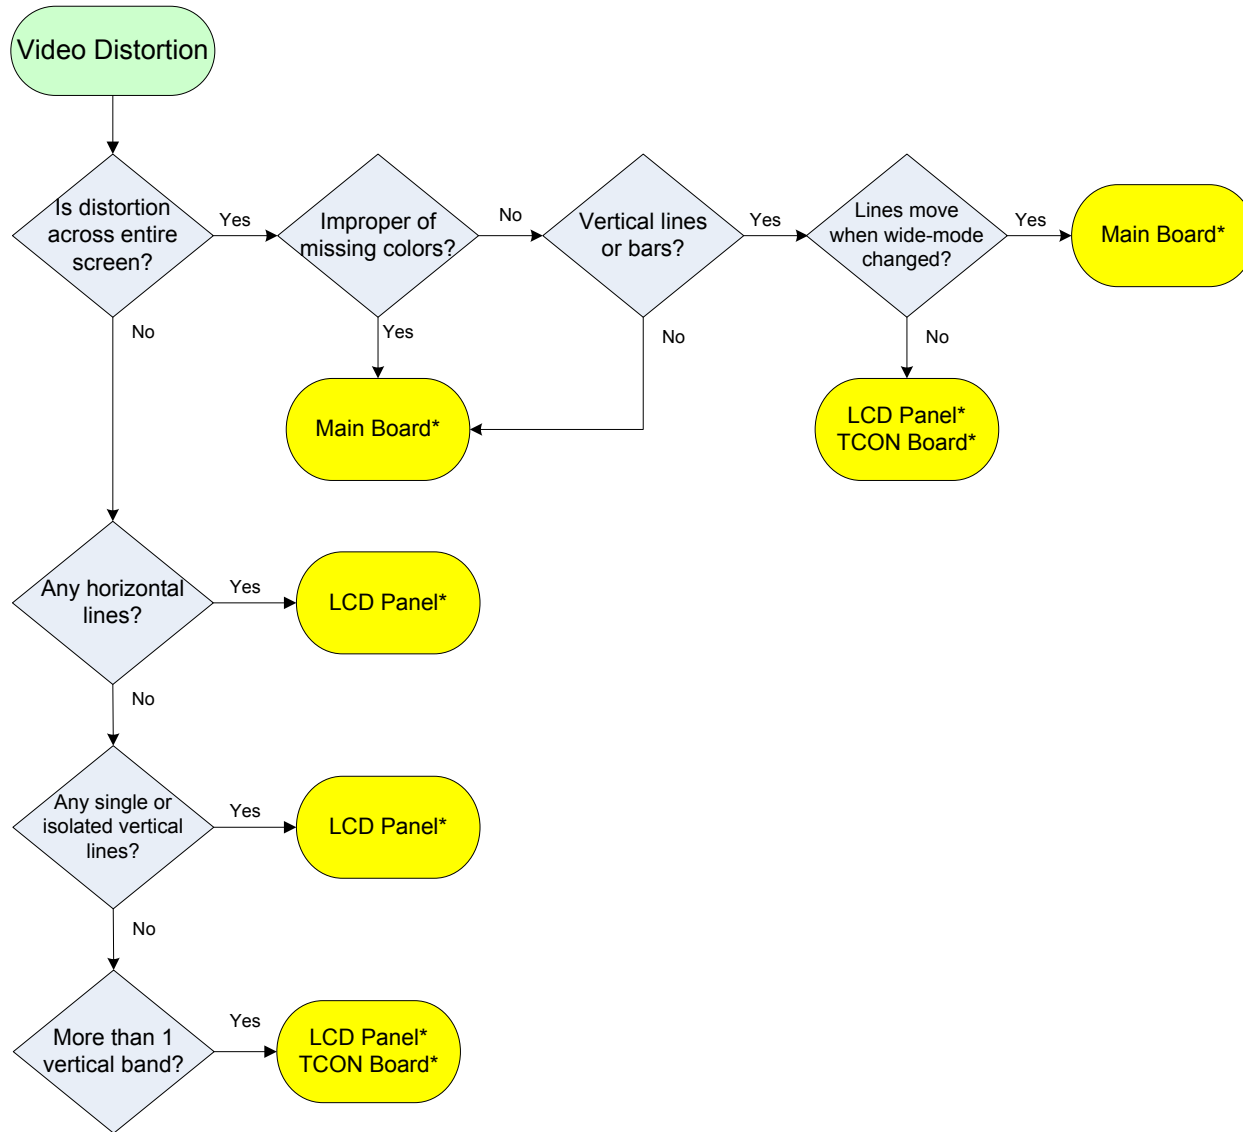 Video Distortion
Is distortion
across entire
screen?
Yes
Improper of
missing colors?
No
Vertical lines
or bars?
Yes
Lines move
when wide-mode
changed?
Yes
Main Board*
No
Yes
No
No
Main Board*
LCD Panel*
TCON Board*
Any horizontal
lines?
Yes
LCD Panel*
No
Any single or
isolated vertical
lines?
Yes
LCD Panel*
No
More than 1
vertical band?
Yes
LCD Panel*
TCON Board*